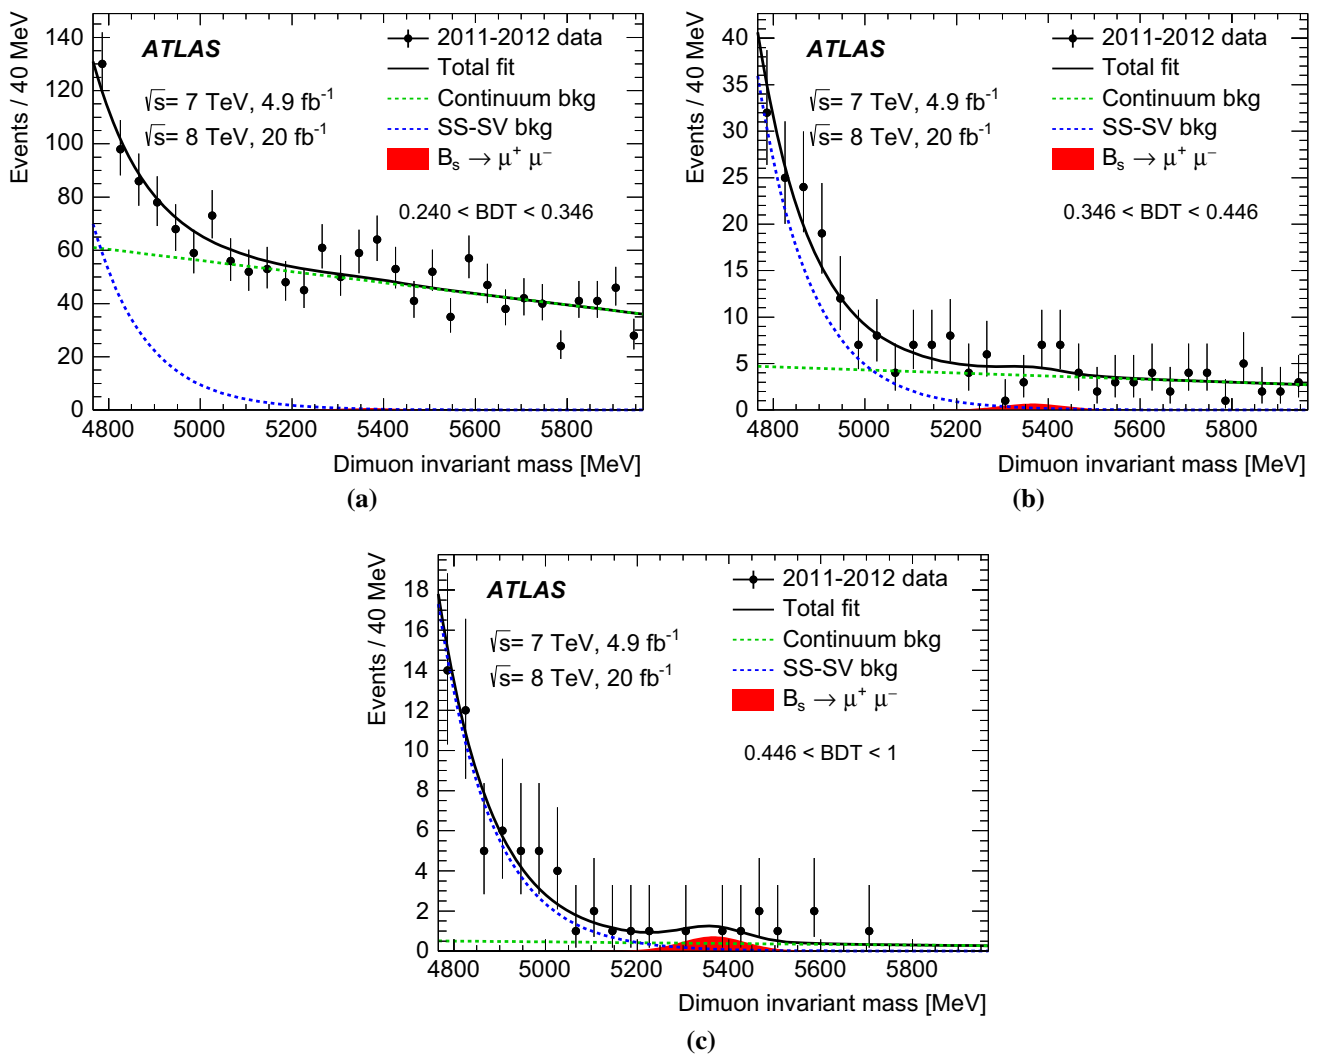 Events / 40 MeV
140
120
100
80
60
40
20
0
ATLAS
√s= 7 TeV, 4.9 fb⁻¹
√s= 8 TeV, 20 fb⁻¹
2011-2012 data
Total fit
Continuum bkg
SS-SV bkg
Bₛ → μ⁺ μ⁻
0.240 < BDT < 0.346
4800 5000 5200 5400 5600 5800
Dimuon invariant mass [MeV]
(a)
Events / 40 MeV
40
35
30
25
20
15
10
5
0
ATLAS
√s= 7 TeV, 4.9 fb⁻¹
√s= 8 TeV, 20 fb⁻¹
2011-2012 data
Total fit
Continuum bkg
SS-SV bkg
Bₛ → μ⁺ μ⁻
0.346 < BDT < 0.446
4800 5000 5200 5400 5600 5800
Dimuon invariant mass [MeV]
(b)
Events / 40 MeV
18
16
14
12
10
8
6
4
2
0
ATLAS
√s= 7 TeV, 4.9 fb⁻¹
√s= 8 TeV, 20 fb⁻¹
2011-2012 data
Total fit
Continuum bkg
SS-SV bkg
Bₛ → μ⁺ μ⁻
0.446 < BDT < 1
4800 5000 5200 5400 5600 5800
Dimuon invariant mass [MeV]
(c)